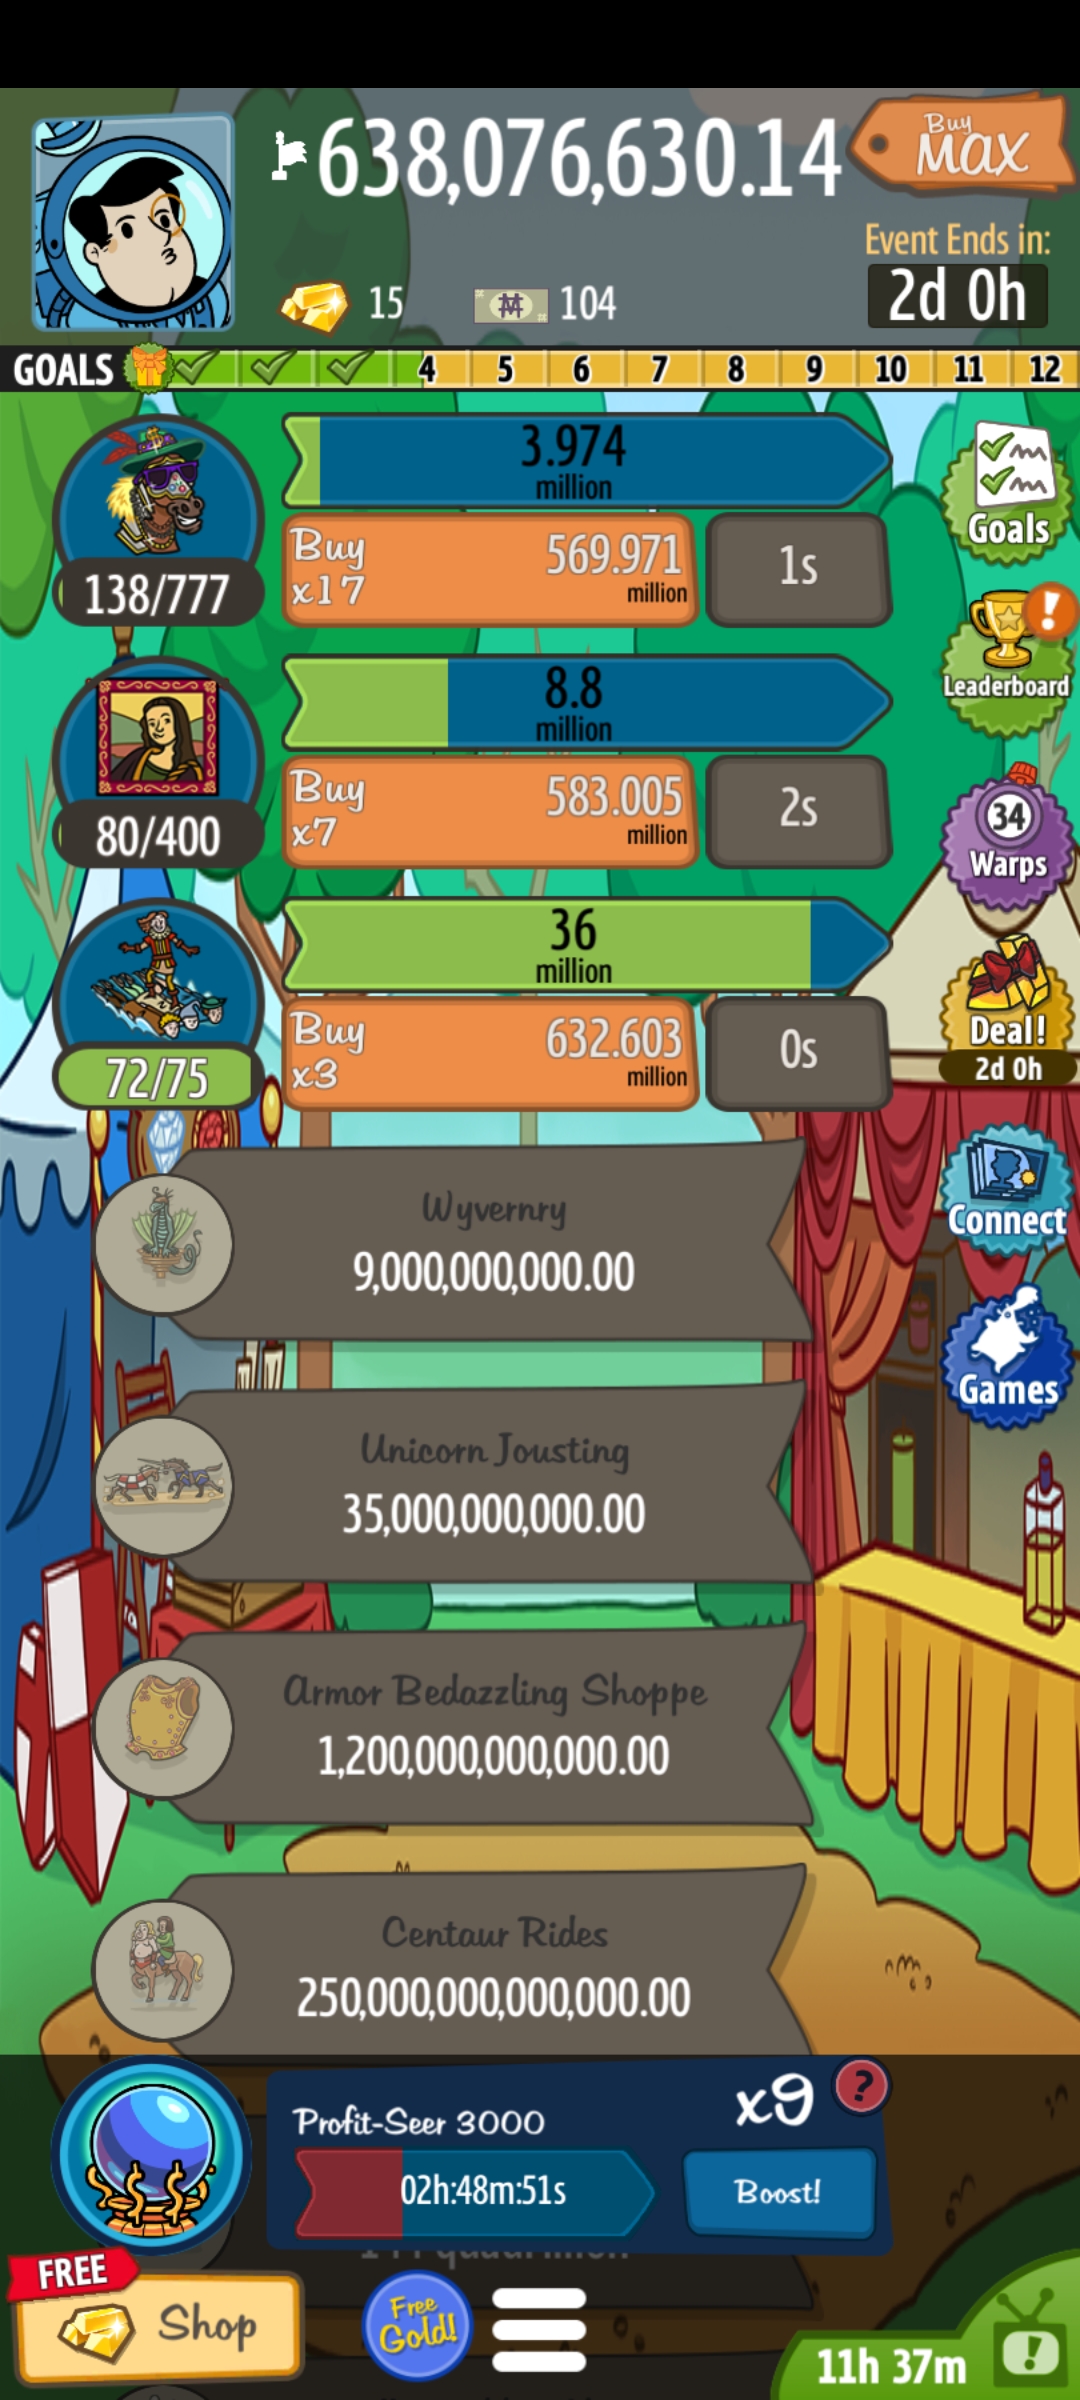 638,076,630.14
Buy
MAX
Event Ends in:
2d 0h
15
104
GOALS
4 5 6 7 8 9 10 11 12
3.974
million
Buy
x17
569.971
million
1s
138/777
Goals
8.8
million
Buy
x7
583.005
million
2s
80/400
!
Leaderboard
34
Warps
36
million
Buy
x3
632.603
million
0s
72/75
Deal!
2d 0h
Wyvernry
9,000,000,000.00
Connect
Unicorn Jousting
35,000,000,000.00
Games
Armor Bedazzling Shoppe
1,200,000,000,000.00
Centaur Rides
250,000,000,000,000.00
Profit-Seer 3000
x9
?
02h:48m:51s
Boost!
FREE
Shop
Free
Gold!
11h 37m
!